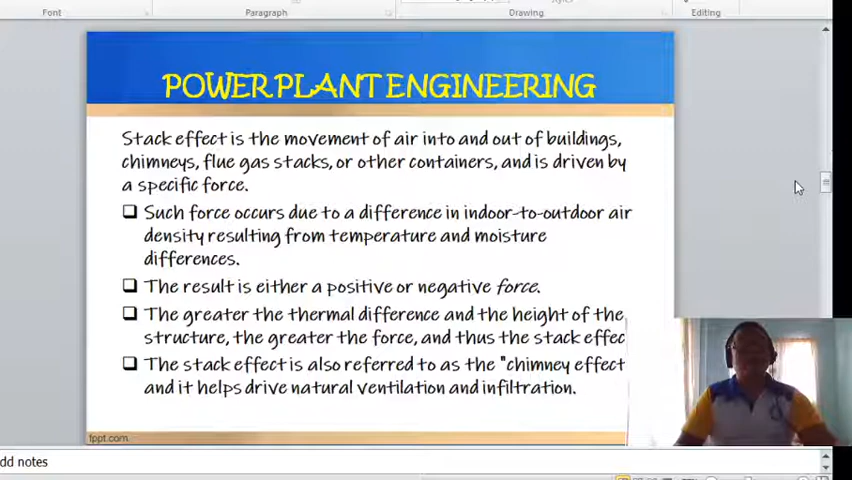 Font
Paragraph
Drawing
Editing
POWER PLANT ENGINEERING
Stack effect is the movement of air into and out of buildings,
chimneys, flue gas stacks, or other containers, and is driven by
a specific force.
❑ Such force occurs due to a difference in indoor-to-outdoor air
density resulting from temperature and moisture
differences.
❑ The result is either a positive or negative force.
❑ The greater the thermal difference and the height of the
structure, the greater the force, and thus the stack effec
❑ The stack effect is also referred to as the "chimney effect
and it helps drive natural ventilation and infiltration.
fppt.com
dd notes